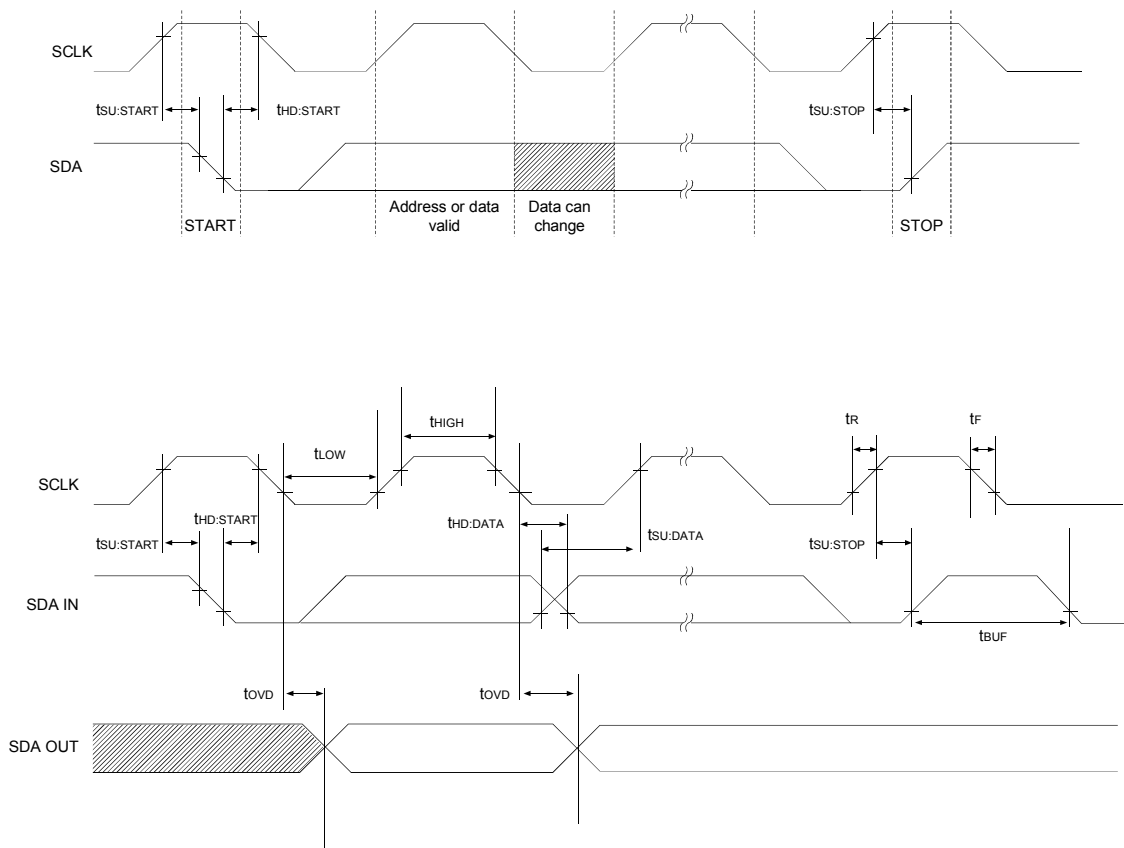 SCLK
tSU:START
tHD:START
tSU:STOP
SDA
Address or data
valid
Data can
change
START
STOP
tHIGH
tR
tF
tLOW
SCLK
tHD:START
tHD:DATA
tSU:START
tSU:DATA
tSU:STOP
SDA IN
tBUF
tOVD
tOVD
SDA OUT